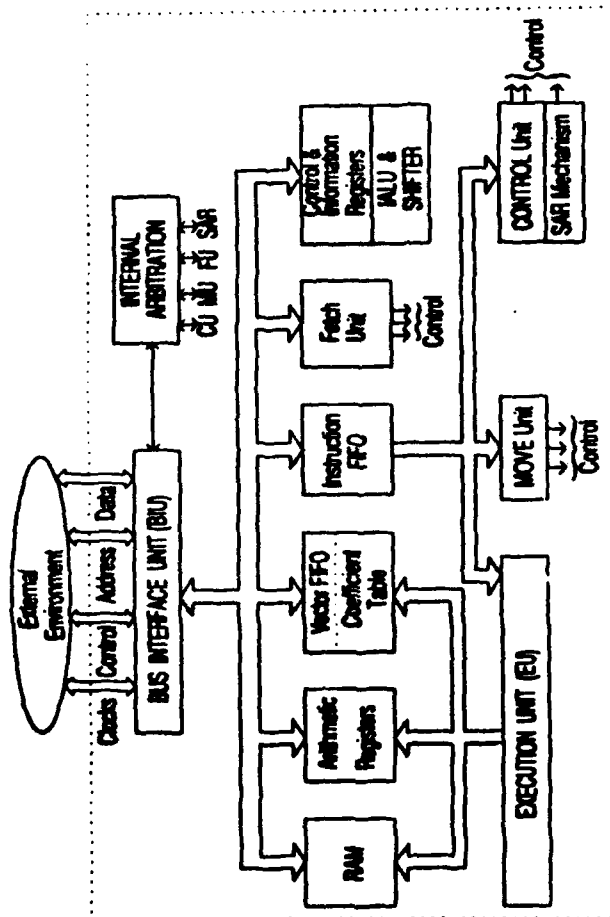 External
Environment
Clocks
Control
Address
Data
BUS INTERFACE UNIT (BIU)
INTERNAL
ARBITRATION
CU MU FU SAR
RAM
Arithmetic
Registers
Vector FIFO
Coefficient
Table
Instruction
FIFO
Fetch
Unit
Control
Control &
Information
Registers
IALU &
SHIFTER
EXECUTION UNIT (EU)
MOVE Unit
Control
CONTROL Unit
SAR Mechanism
Control